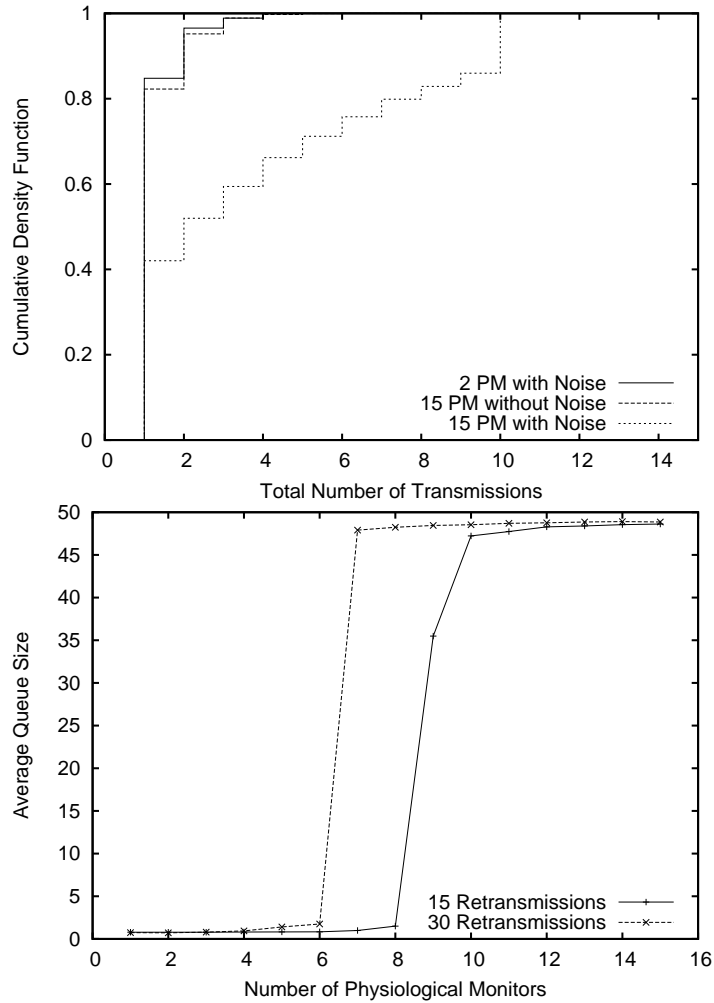 1
0.8
0.6
0.4
0.2
0
Cumulative Density Function
2 PM with Noise
15 PM without Noise
15 PM with Noise
0 2 4 6 8 10 12 14
Total Number of Transmissions
50
45
40
35
30
25
20
15
10
5
0
Average Queue Size
15 Retransmissions
30 Retransmissions
0 2 4 6 8 10 12 14 16
Number of Physiological Monitors